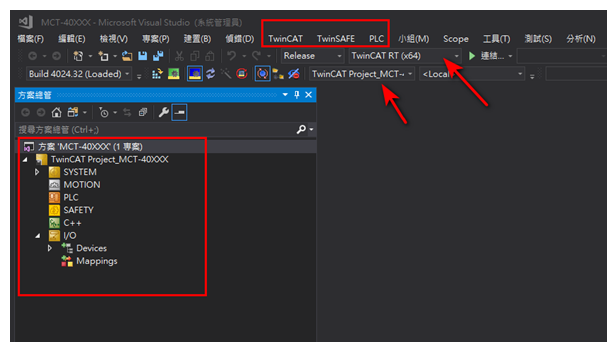 MCT-40XXX - Microsoft Visual Studio (系統管理員)
檔案(F) 編輯(E) 檢視(V) 專案(P) 建置(B) 偵錯(D) TwinCAT TwinSAFE PLC 小組(M) Scope 工具(T) 測試(S) 分析(N)
Release TwinCAT RT (x64) 連結...
Build 4024.32 (Loaded) TwinCAT Project_MCT- <Local>
方案總管
搜尋方案總管 (Ctrl+;)
方案 'MCT-40XXX' (1 專案)
TwinCAT Project_MCT-40XXX
SYSTEM
MOTION
PLC
SAFETY
C++
I/O
Devices
Mappings